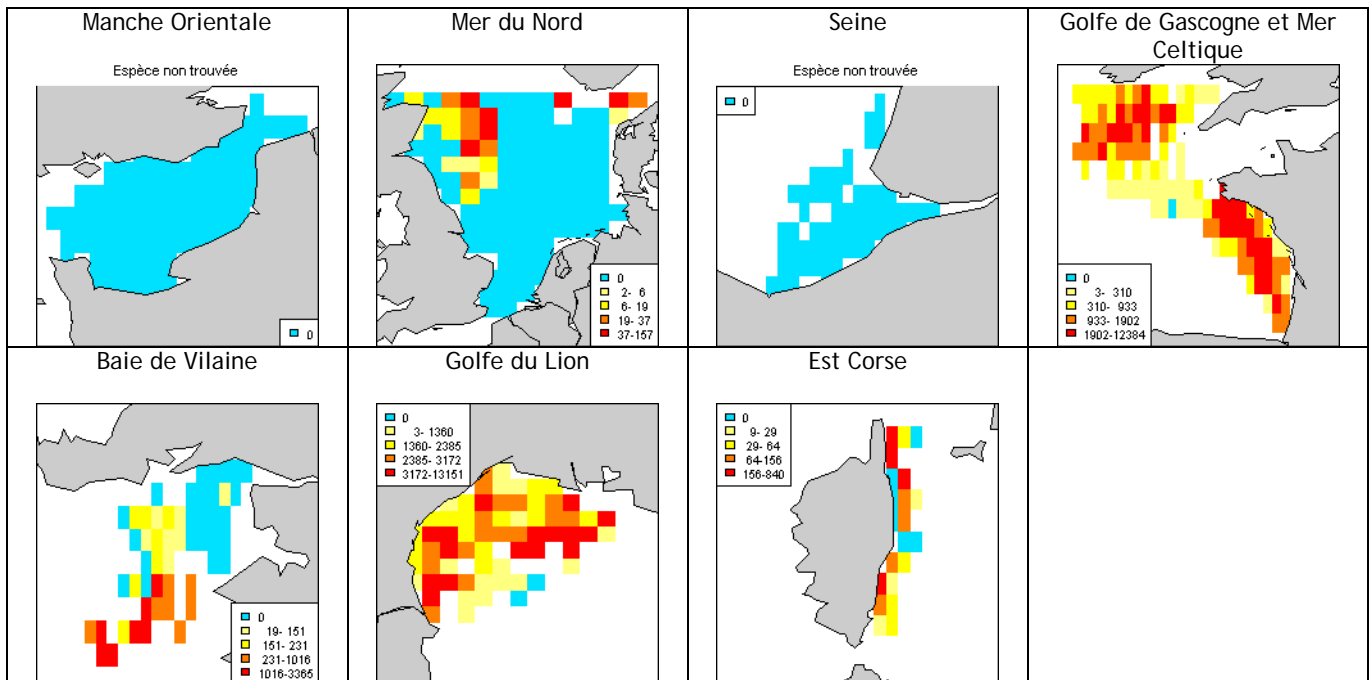 Manche Orientale
Espèce non trouvée
0
Mer du Nord
0
2- 6
6- 19
19- 37
37-157
Seine
Espèce non trouvée
0
Golfe de Gascogne et Mer
Celtique
0
3- 310
310- 933
933- 1902
1902-12384
Baie de Vilaine
0
19- 151
151- 231
231-1016
1016-3365
Golfe du Lion
0
3- 1360
1360- 2385
2385- 3172
3172-13151
Est Corse
0
9- 29
29- 64
64-156
156-840